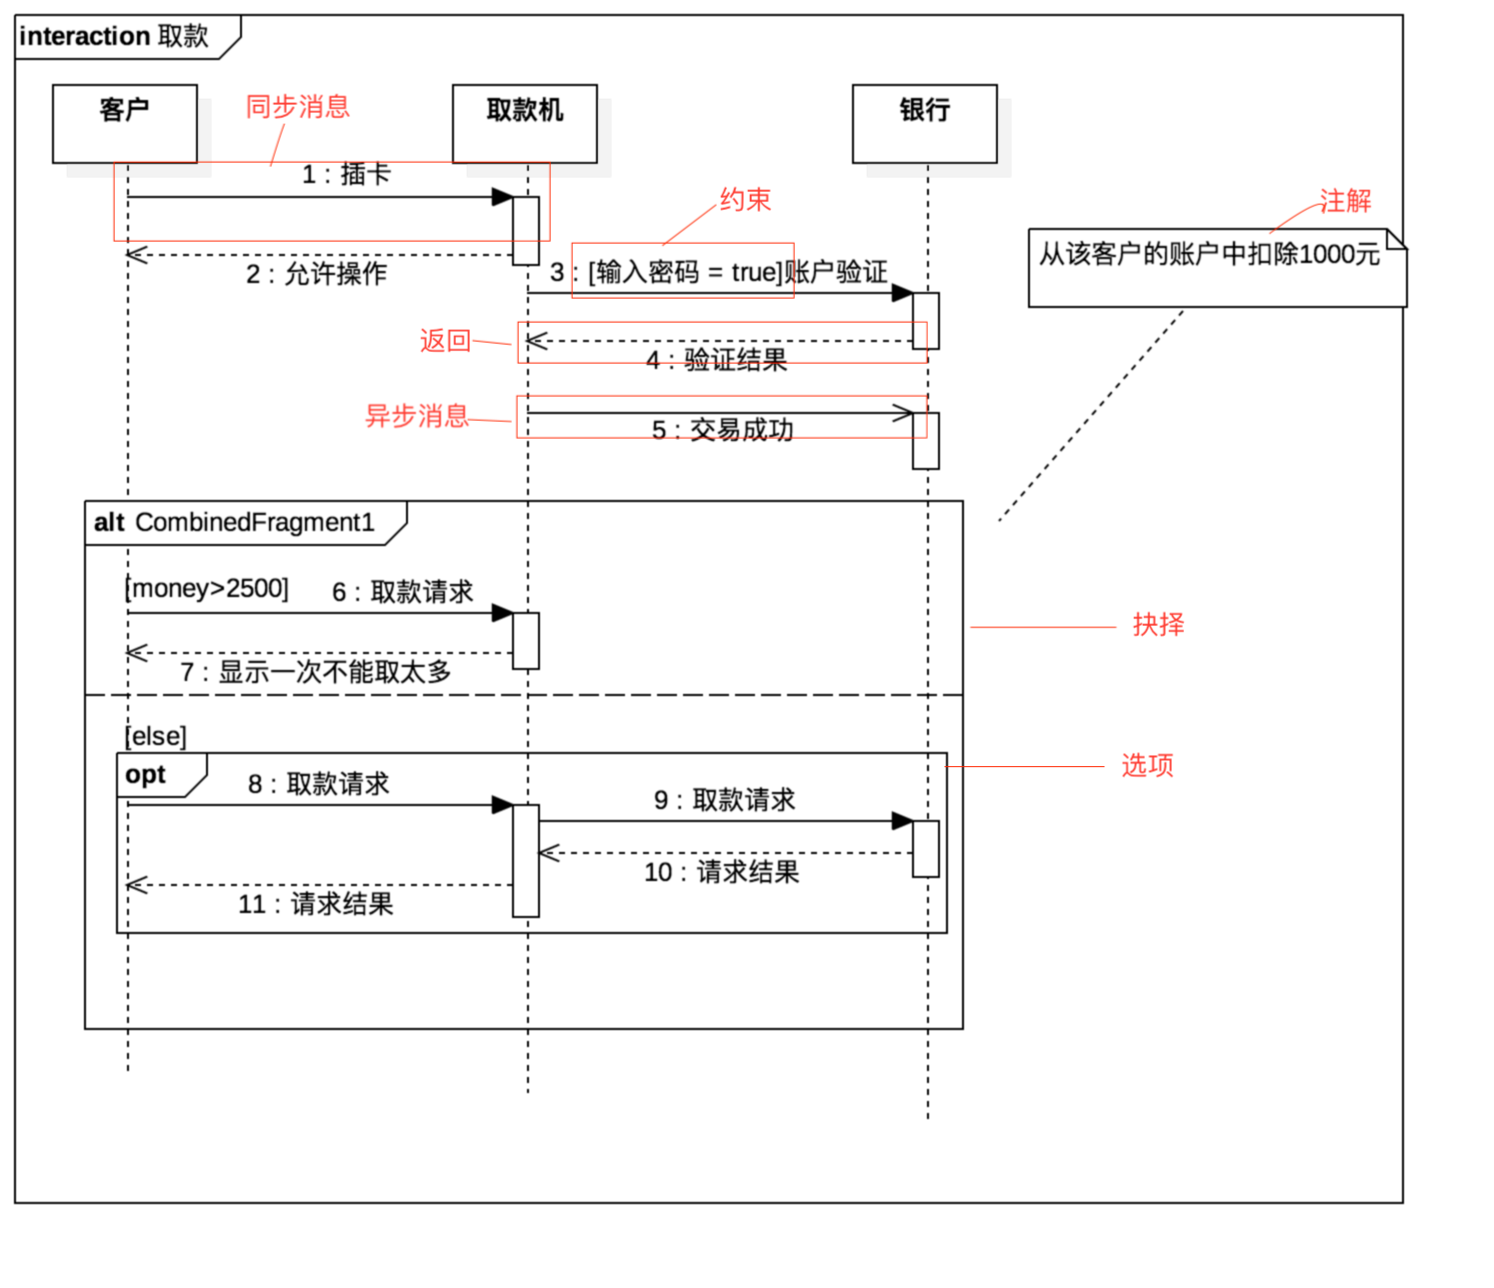 interaction 取款
客户
同步消息
取款机
银行
1 : 插卡
约束
注解
2 : 允许操作
3 : [输入密码 = true]账户验证
从该客户的账户中扣除1000元
返回
4 : 验证结果
异步消息
5 : 交易成功
alt CombinedFragment1
[money>2500]
6 : 取款请求
抉择
7 : 显示一次不能取太多
[else]
opt
选项
8 : 取款请求
9 : 取款请求
10 : 请求结果
11 : 请求结果